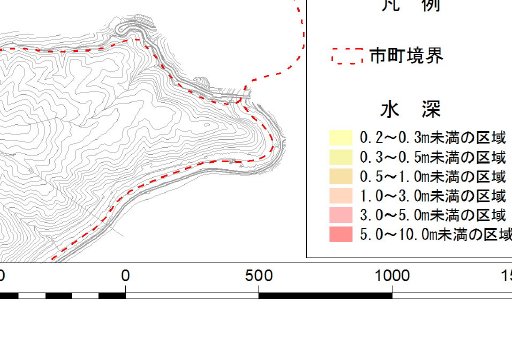 凡 例
市町境界
水 深
0.2~0.3m未満の区域
0.3~0.5m未満の区域
0.5~1.0m未満の区域
1.0~3.0m未満の区域
3.0~5.0m未満の区域
5.0~10.0m未満の区域
0 0 500 1000